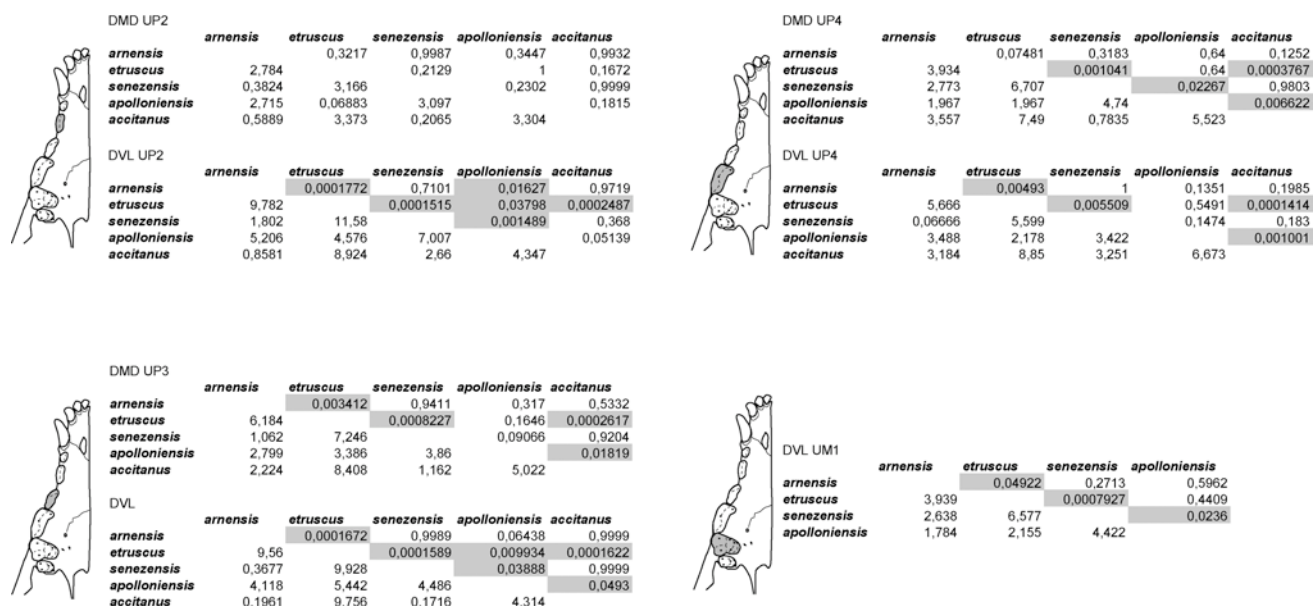 DMD UP2
arnensis etruscus senezensis apolloniensis accitanus
arnensis 0,3217 0,9987 0,3447 0,9932
etruscus 2,784 0,2129 1 0,1672
senezensis 0,3824 3,166 0,2302 0,9999
apolloniensis 2,715 0,06883 3,097 0,1815
accitanus 0,5889 3,373 0,2065 3,304
DVL UP2
arnensis etruscus senezensis apolloniensis accitanus
arnensis 0,0001772 0,7101 0,01627 0,9719
etruscus 9,782 0,0001515 0,03798 0,0002487
senezensis 1,802 11,58 0,001489 0,368
apolloniensis 5,206 4,576 7,007 0,05139
accitanus 0,8581 8,924 2,66 4,347
DMD UP4
arnensis etruscus senezensis apolloniensis accitanus
arnensis 0,07481 0,3183 0,64 0,1252
etruscus 3,934 0,001041 0,64 0,0003767
senezensis 2,773 6,707 0,02267 0,9803
apolloniensis 1,967 1,967 4,74 0,006622
accitanus 3,557 7,49 0,7835 5,523
DVL UP4
arnensis etruscus senezensis apolloniensis accitanus
arnensis 0,00493 1 0,1351 0,1985
etruscus 5,666 0,005509 0,5491 0,0001414
senezensis 0,06666 5,599 0,1474 0,183
apolloniensis 3,488 2,178 3,422 0,001001
accitanus 3,184 8,85 3,251 6,673
DMD UP3
arnensis etruscus senezensis apolloniensis accitanus
arnensis 0,003412 0,9411 0,317 0,5332
etruscus 6,184 0,0008227 0,1646 0,0002617
senezensis 1,062 7,246 0,09066 0,9204
apolloniensis 2,799 3,386 3,86 0,01819
accitanus 2,224 8,408 1,162 5,022
DVL
arnensis etruscus senezensis apolloniensis accitanus
arnensis 0,0001672 0,9989 0,06438 0,9999
etruscus 9,56 0,0001589 0,009934 0,0001622
senezensis 0,3677 9,928 0,03888 0,9999
apolloniensis 4,118 5,442 4,486 0,0493
accitanus 0,1961 9,756 0,1716 4,314
DVL UM1
arnensis etruscus senezensis apolloniensis
arnensis 0,04922 0,2713 0,5962
etruscus 3,939 0,0007927 0,4409
senezensis 2,638 6,577 0,0236
apolloniensis 1,784 2,155 4,422